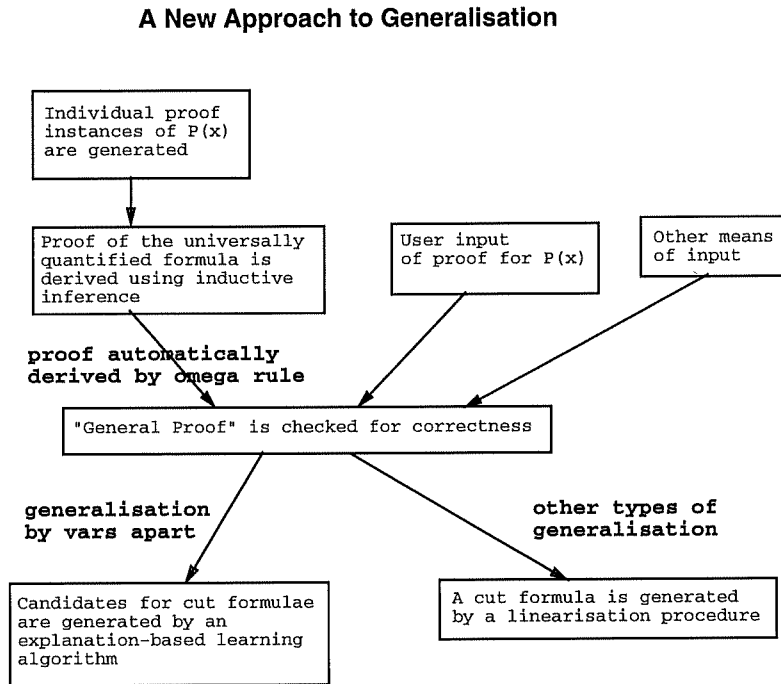 A New Approach to Generalisation
Individual proof
instances of P(x)
are generated
Proof of the universally
quantified formula is
derived using inductive
inference
User input
of proof for P(x)
Other means
of input
proof automatically
derived by omega rule
"General Proof" is checked for correctness
generalisation
by vars apart
other types of
generalisation
Candidates for cut formulae
are generated by an
explanation-based learning
algorithm
A cut formula is generated
by a linearisation procedure